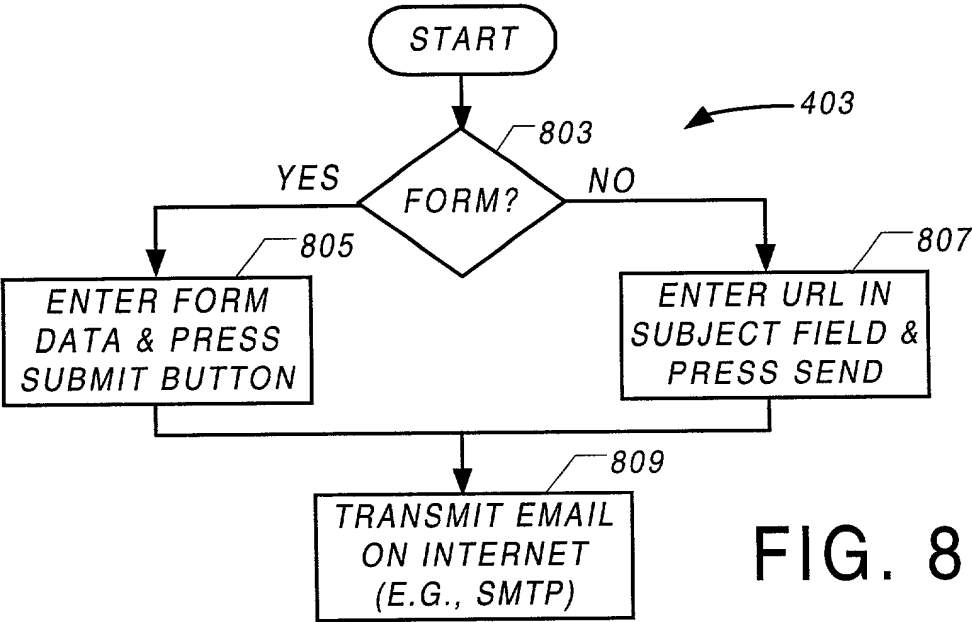 START
403
803
YES
FORM?
NO
805
807
ENTER FORM
DATA & PRESS
SUBMIT BUTTON
ENTER URL IN
SUBJECT FIELD &
PRESS SEND
809
TRANSMIT EMAIL
ON INTERNET
(E.G., SMTP)
FIG. 8